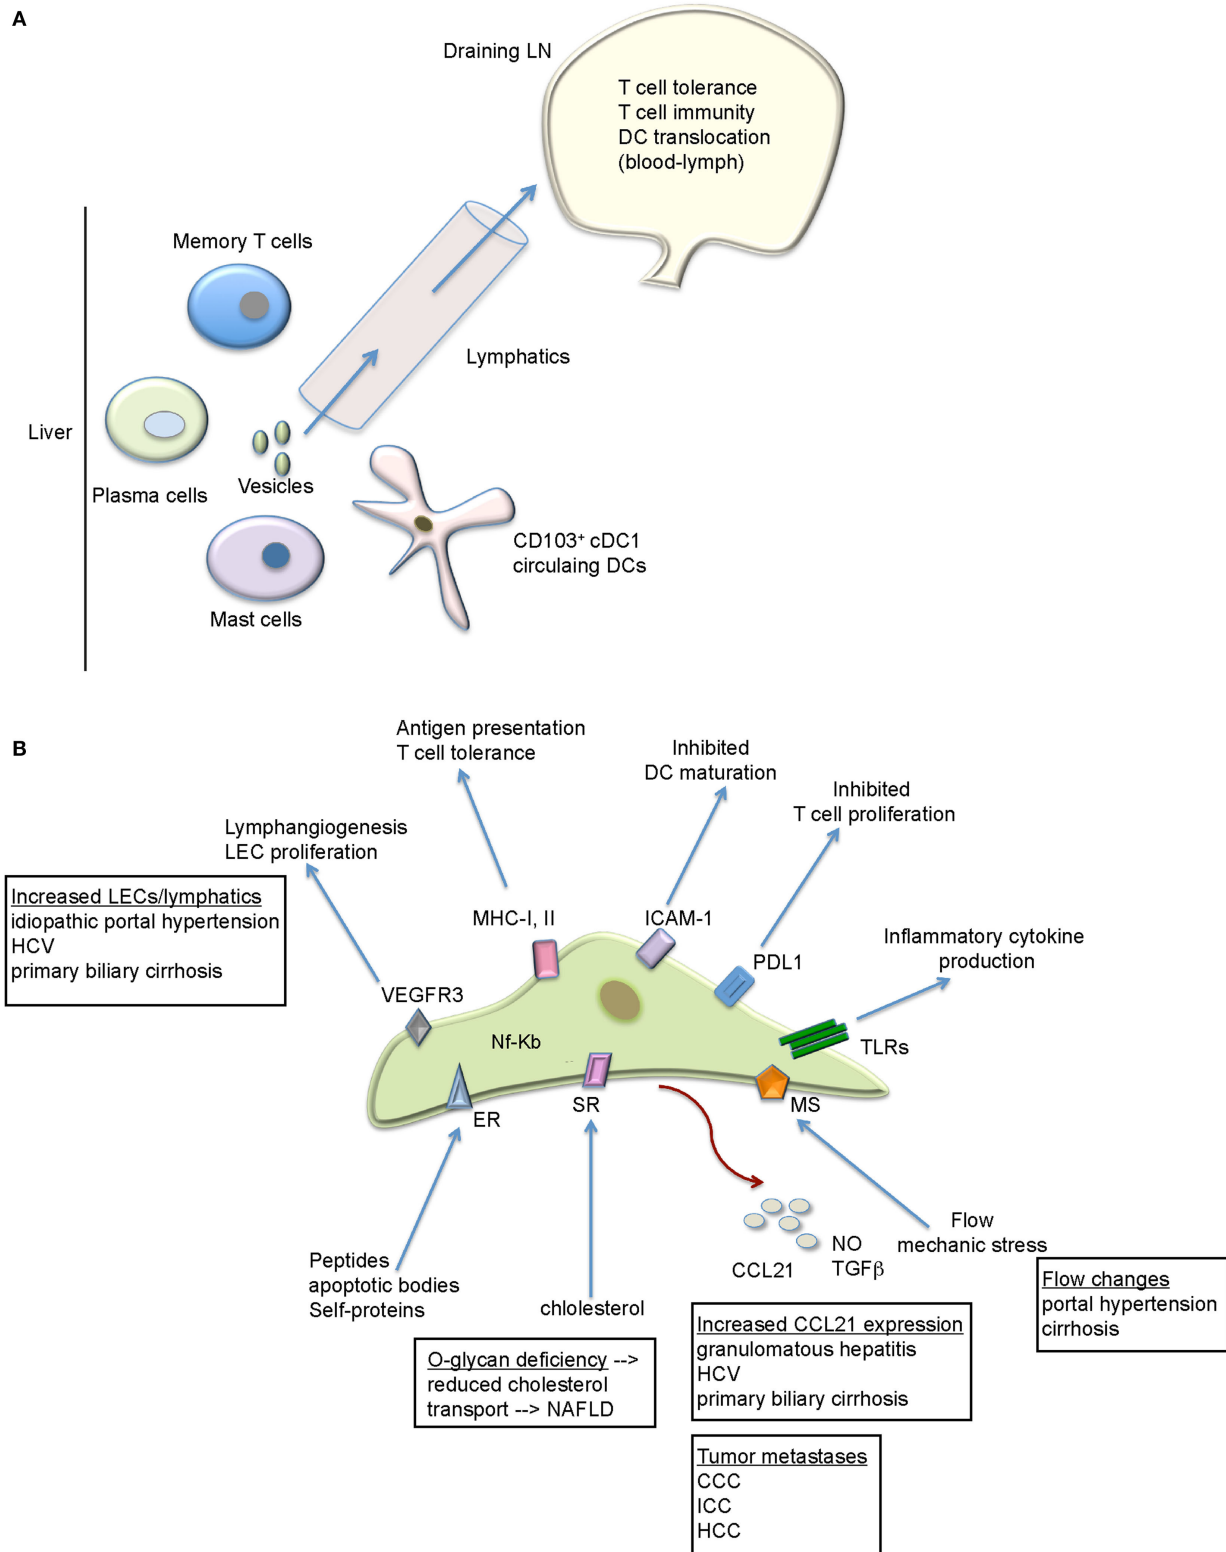 A
Draining LN
T cell tolerance
T cell immunity
DC translocation
(blood-lymph)
Memory T cells
Lymphatics
Liver
Plasma cells
Vesicles
CD103+ cDC1
circulaing DCs
Mast cells
B
Antigen presentation
T cell tolerance
Inhibited
DC maturation
Inhibited
T cell proliferation
Lymphangiogenesis
LEC proliferation
Increased LECs/lymphatics
idiopathic portal hypertension
HCV
primary biliary cirrhosis
MHC-I, II
ICAM-1
PDL1
Inflammatory cytokine
production
VEGFR3
Nf-Kb
TLRs
ER
SR
MS
Peptides
apoptotic bodies
Self-proteins
chlolesterol
CCL21
NO
TGFβ
Flow
mechanic stress
Flow changes
portal hypertension
cirrhosis
O-glycan deficiency -->
reduced cholesterol
transport --> NAFLD
Increased CCL21 expression
granulomatous hepatitis
HCV
primary biliary cirrhosis
Tumor metastases
CCC
ICC
HCC